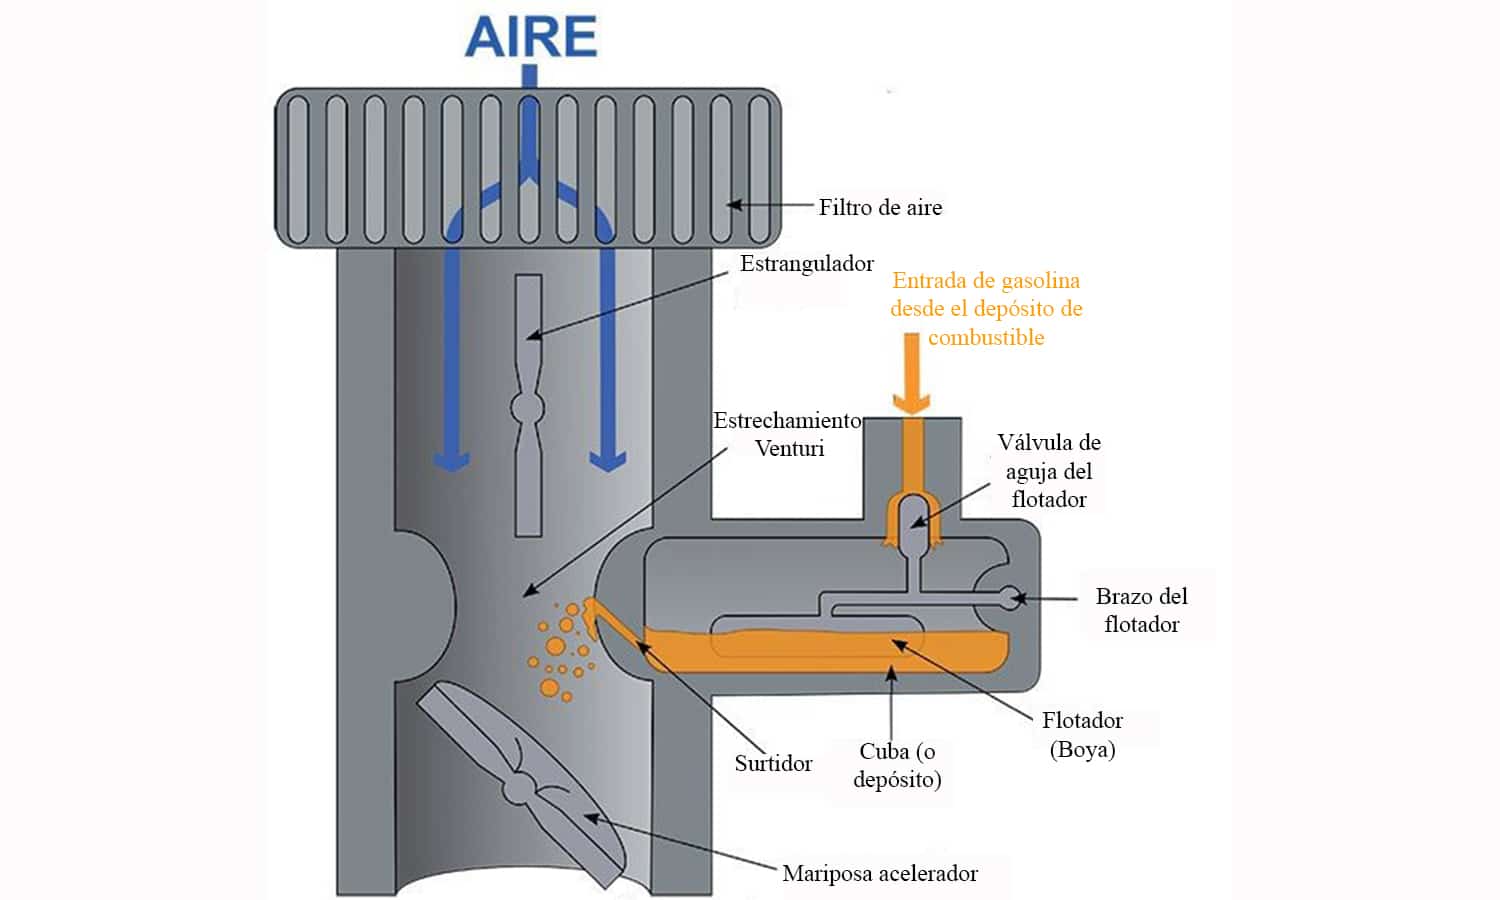 AIRE
Filtro de aire
Estrangulador
Entrada de gasolina
desde el depósito de
combustible
Estrechamiento
Venturi
Válvula de
aguja del
flotador
Brazo del
flotador
Flotador
(Boya)
Cuba (o
depósito)
Surtidor
Mariposa acelerador